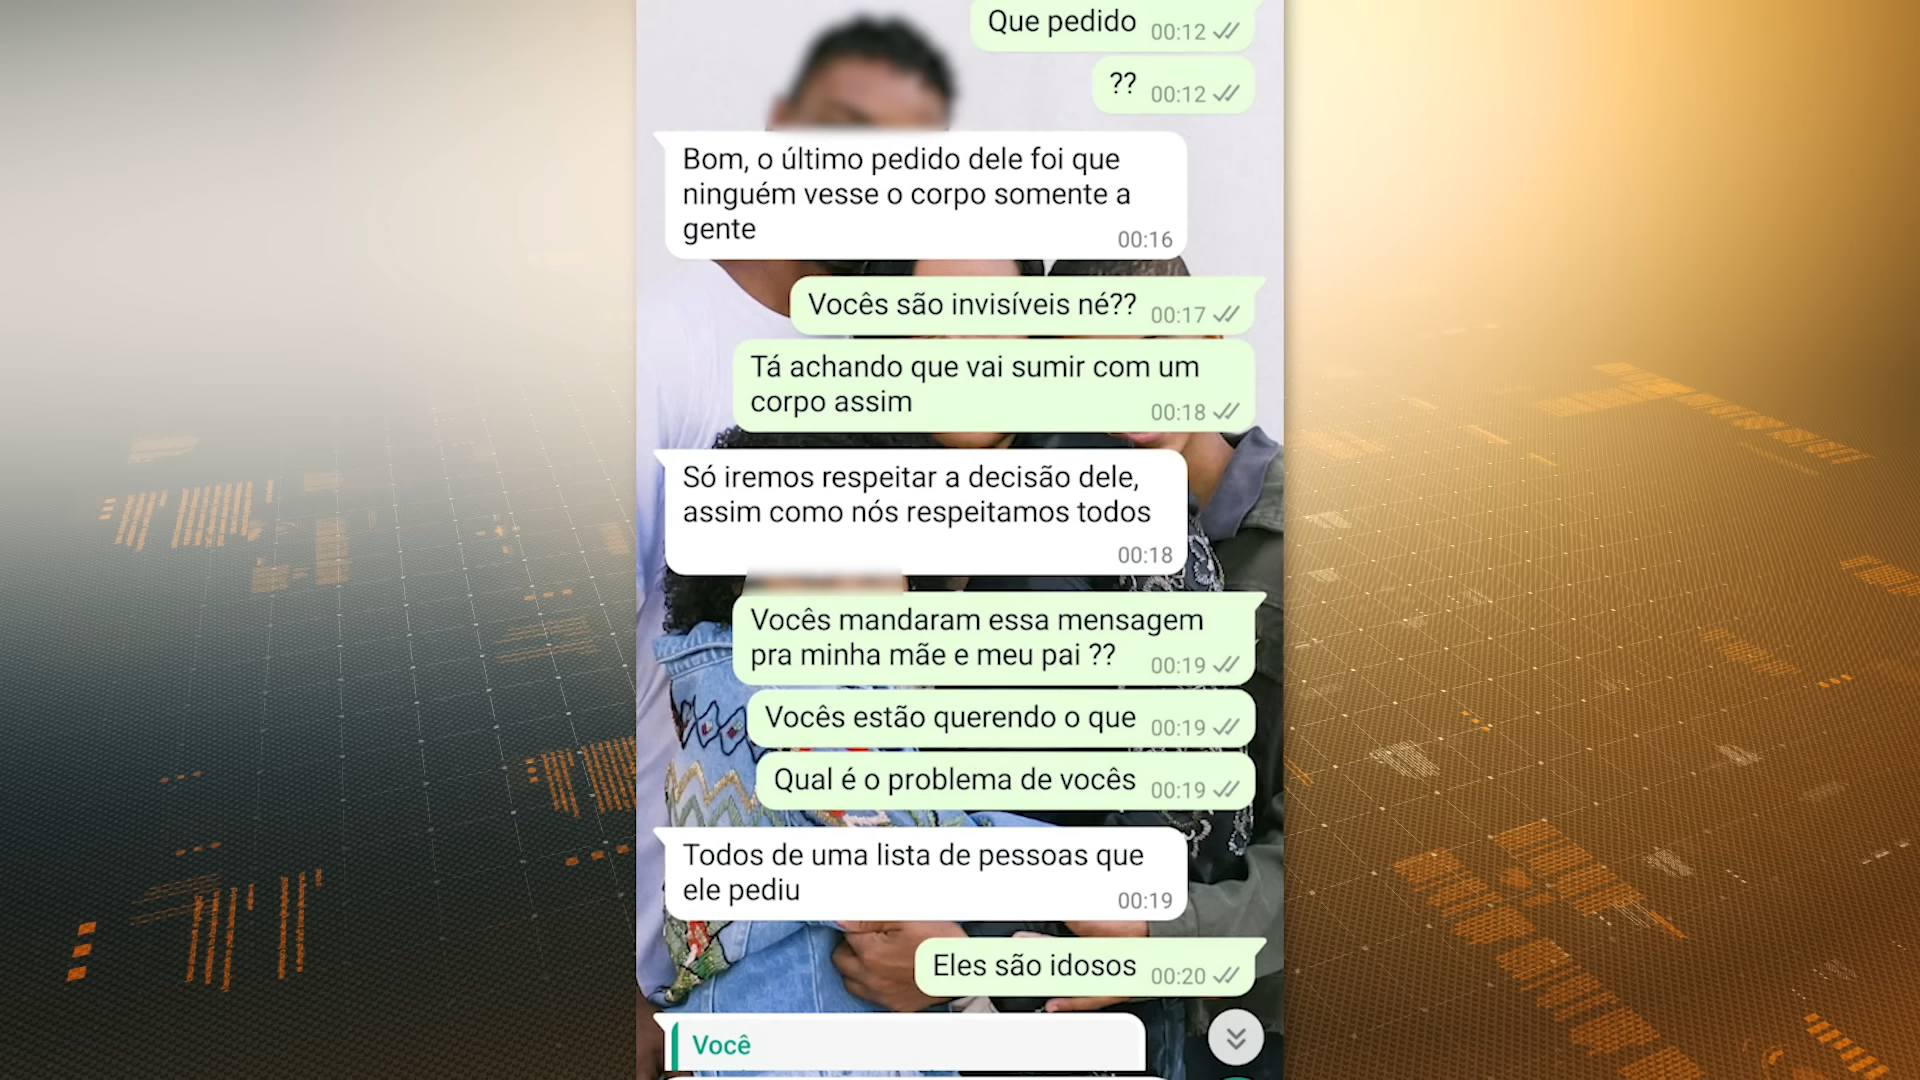 Que pedido 00:12
?? 00:12
Bom, o último pedido dele foi que
ninguém vesse o corpo somente a
gente
00:16
Vocês são invisíveis né?? 00:17
Tá achando que vai sumir com um
corpo assim 00:18
Só iremos respeitar a decisão dele,
assim como nós respeitamos todos
00:18
Vocês mandaram essa mensagem
pra minha mãe e meu pai ?? 00:19
Vocês estão querendo o que 00:19
Qual é o problema de vocês 00:19
Todos de uma lista de pessoas que
ele pediu 00:19
Eles são idosos 00:20
Você